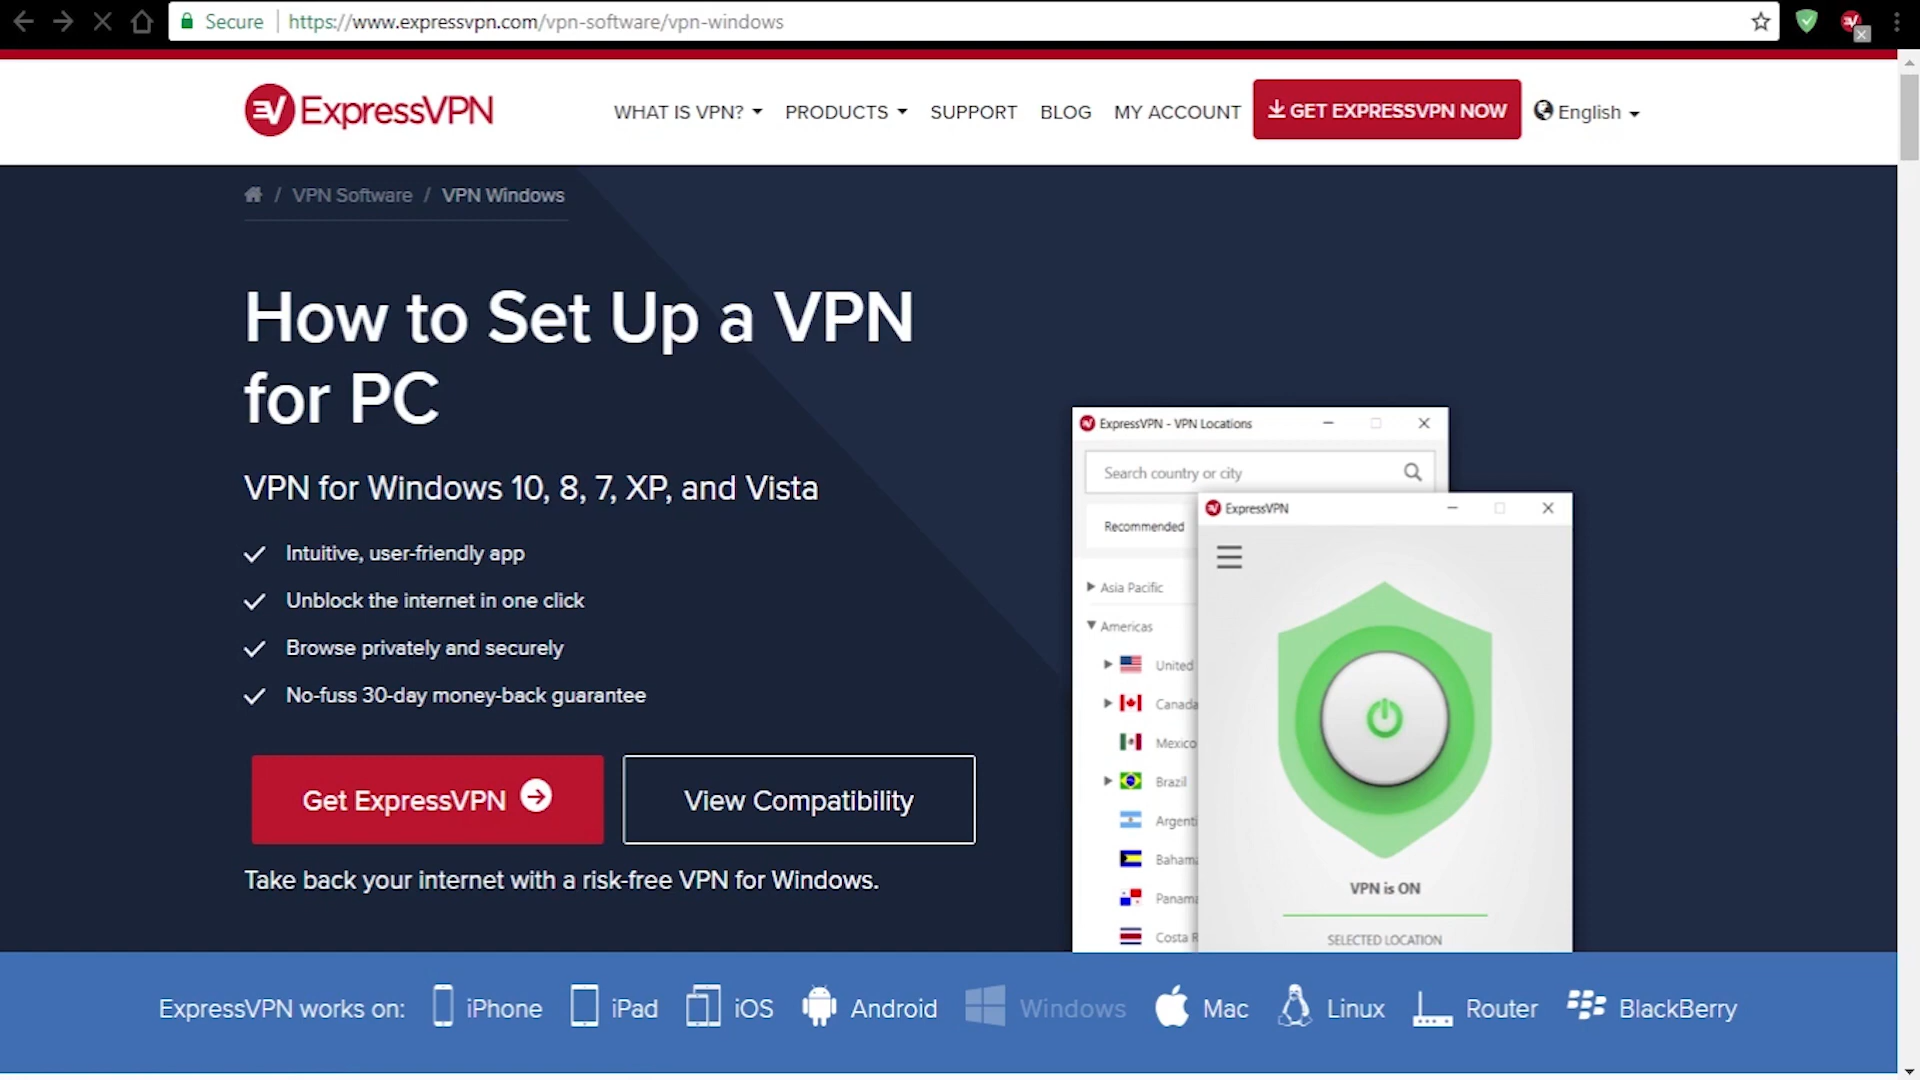 Secure https://www.expressvpn.com/vpn-software/vpn-windows
ExpressVPN
WHAT IS VPN? PRODUCTS SUPPORT BLOG MY ACCOUNT GET EXPRESSVPN NOW English
/ VPN Software / VPN Windows
How to Set Up a VPN
for PC
VPN for Windows 10, 8, 7, XP, and Vista
Intuitive, user-friendly app
Unblock the internet in one click
Browse privately and securely
No-fuss 30-day money-back guarantee
Get ExpressVPN
View Compatibility
Take back your internet with a risk-free VPN for Windows.
ExpressVPN - VPN Locations
Search country or city
Recommended
Asia Pacific
Americas
United
Canada
Mexico
Brazil
Argenti
Bahama
Panama
Costa R
ExpressVPN
VPN is ON
SELECTED LOCATION
ExpressVPN works on: iPhone iPad iOS Android Windows Mac Linux Router BlackBerry